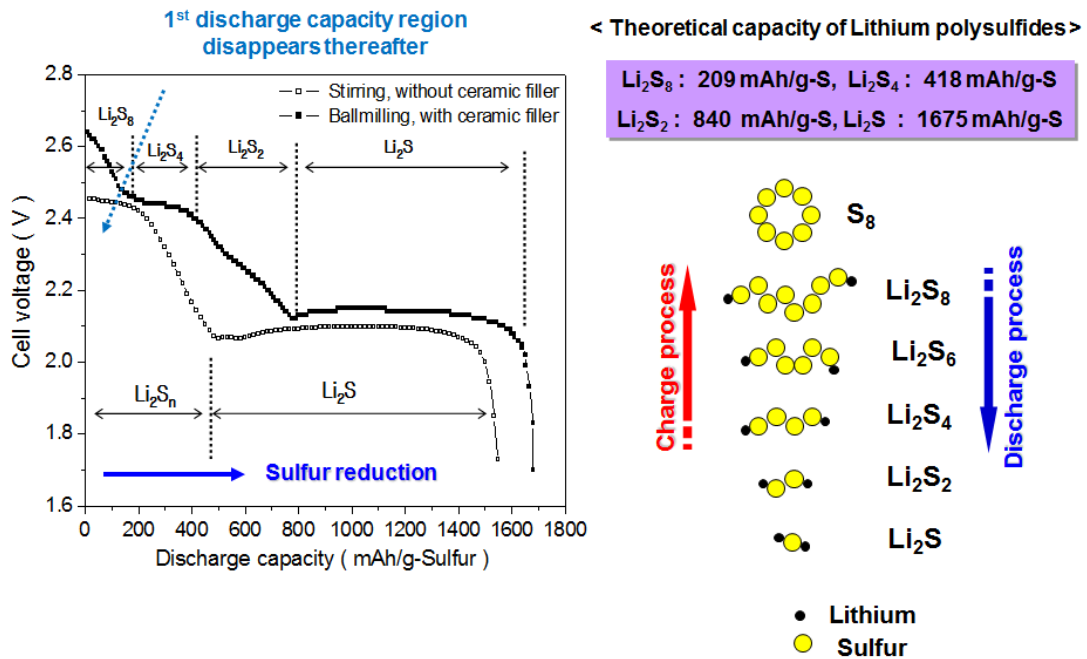 1st discharge capacity region
disappears thereafter
< Theoretical capacity of Lithium polysulfides >
Li2S8 : 209 mAh/g-S, Li2S4 : 418 mAh/g-S
Li2S2 : 840 mAh/g-S, Li2S : 1675 mAh/g-S
2.8
2.6
2.4
2.2
2.0
1.8
1.6
Cell voltage ( V )
Stirring, without ceramic filler
Ballmilling, with ceramic filler
Li2S8
Li2S4
Li2S2
Li2S
Li2Sn
Li2S
Sulfur reduction
0
200
400
600
800
1000
1200
1400
1600
1800
Discharge capacity ( mAh/g-Sulfur )
Charge process
S8
Li2S8
Li2S6
Li2S4
Li2S2
Li2S
Discharge process
Lithium
Sulfur